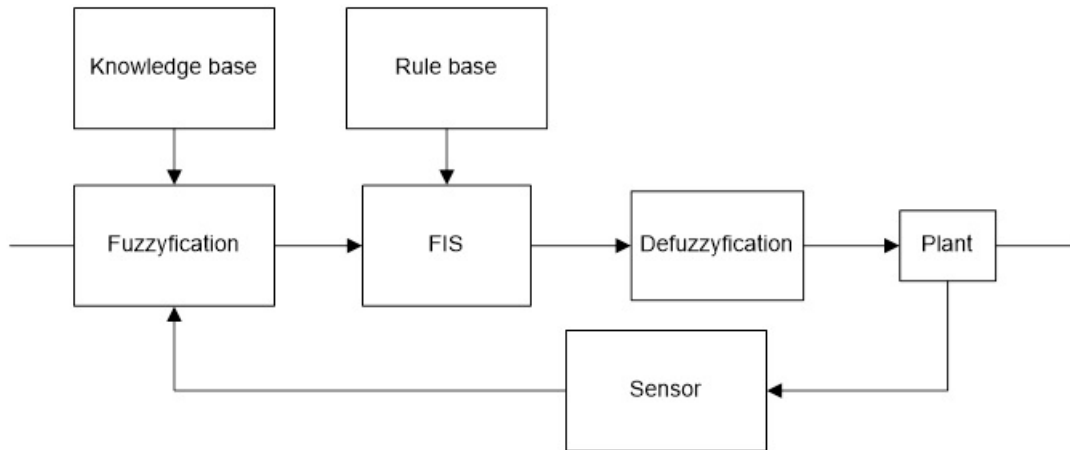 Knowledge base
Rule base
Fuzzyfication
FIS
Defuzzyfication
Plant
Sensor